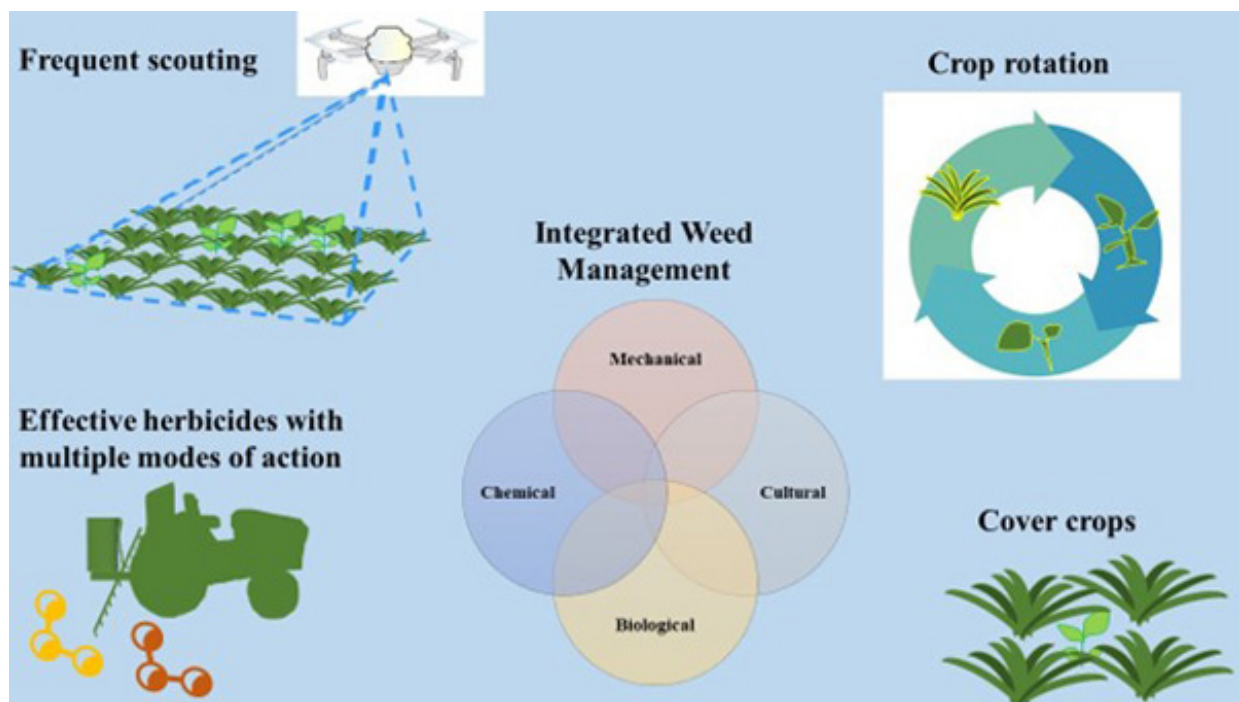 Frequent scouting
Crop rotation
Integrated Weed
Management
Mechanical
Effective herbicides with
multiple modes of action
Chemical
Cultural
Cover crops
Biological